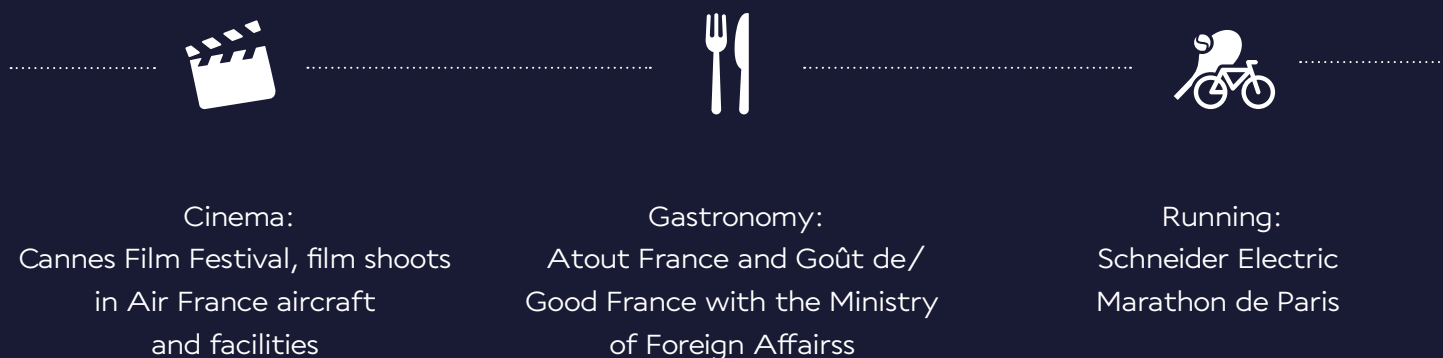 Cinema:
Cannes Film Festival, film shoots
in Air France aircraft
and facilities
Gastronomy:
Atout France and Goût de/
Good France with the Ministry
of Foreign Affairss
Running:
Schneider Electric
Marathon de Paris